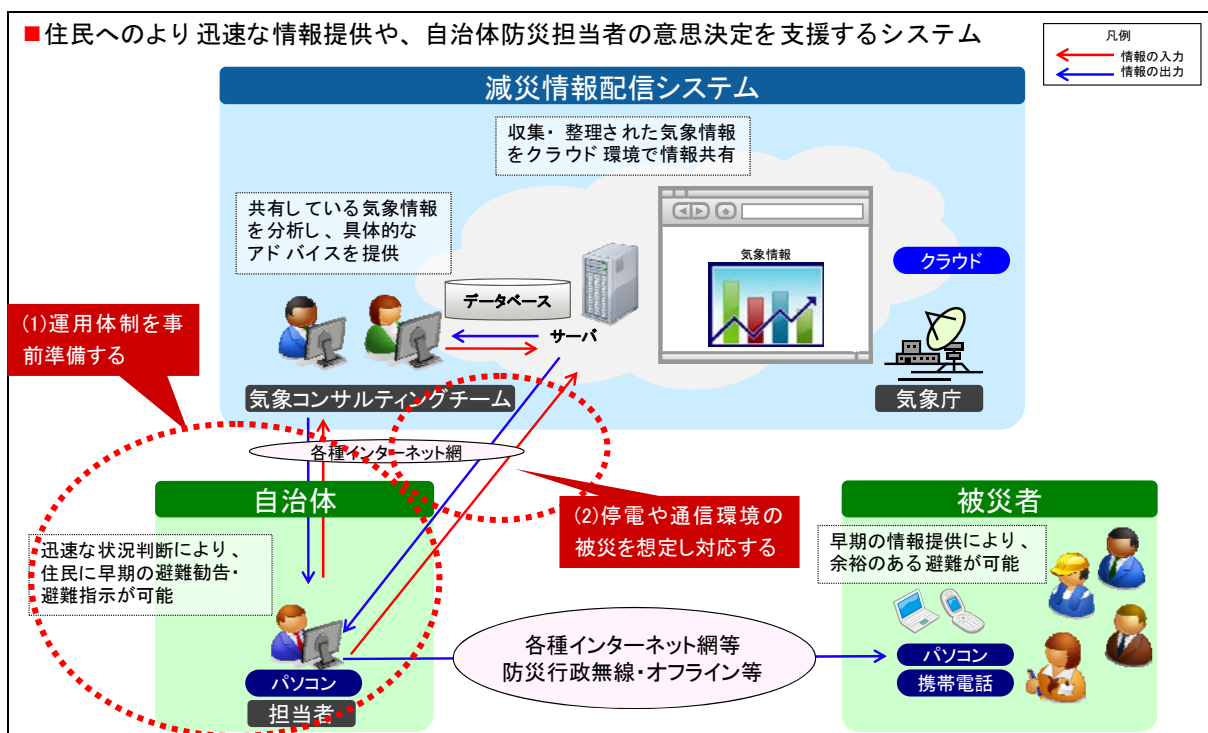 ■住民へのより迅速な情報提供や、自治体防災担当者の意思決定を支援するシステム
凡例
情報の入力
情報の出力
減災情報配信システム
収集・整理された気象情報
をクラウド環境で情報共有
共有している気象情報
を分析し、具体的な
アドバイスを提供
気象情報
クラウド
データベース
サーバ
(1)運用体制を事
前準備する
気象コンサルティングチーム
気象庁
各種インターネット網
自治体
(2)停電や通信環境の
被災を想定し対応する
被災者
迅速な状況判断により、
住民に早期の避難勧告・
避難指示が可能
早期の情報提供により、
余裕のある避難が可能
各種インターネット網等
防災行政無線・オフライン等
パソコン
担当者
パソコン
携帯電話